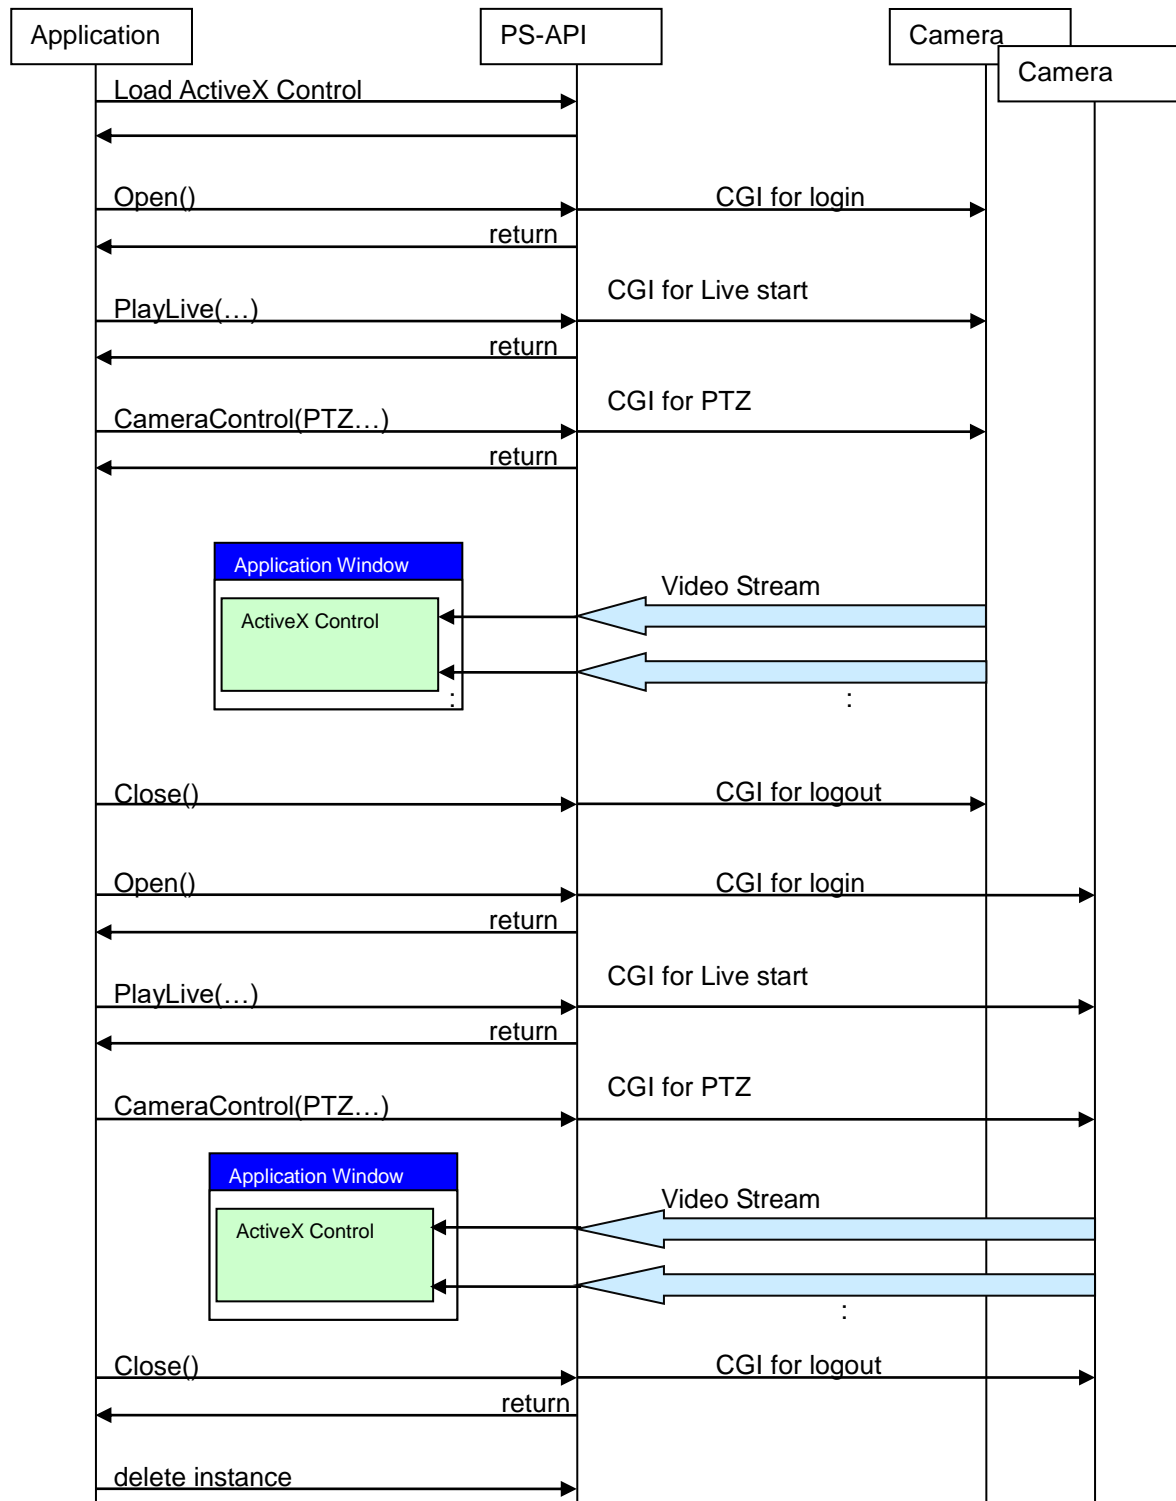 Application
PS-API
Camera
Camera
Load ActiveX Control
Open()
CGI for login
return
CGI for Live start
PlayLive(…)
return
CGI for PTZ
CameraControl(PTZ…)
return
Application Window
Video Stream
ActiveX Control
:
:
Close()
CGI for logout
Open()
CGI for login
return
CGI for Live start
PlayLive(…)
return
CGI for PTZ
CameraControl(PTZ…)
Application Window
Video Stream
ActiveX Control
:
Close()
CGI for logout
return
delete instance